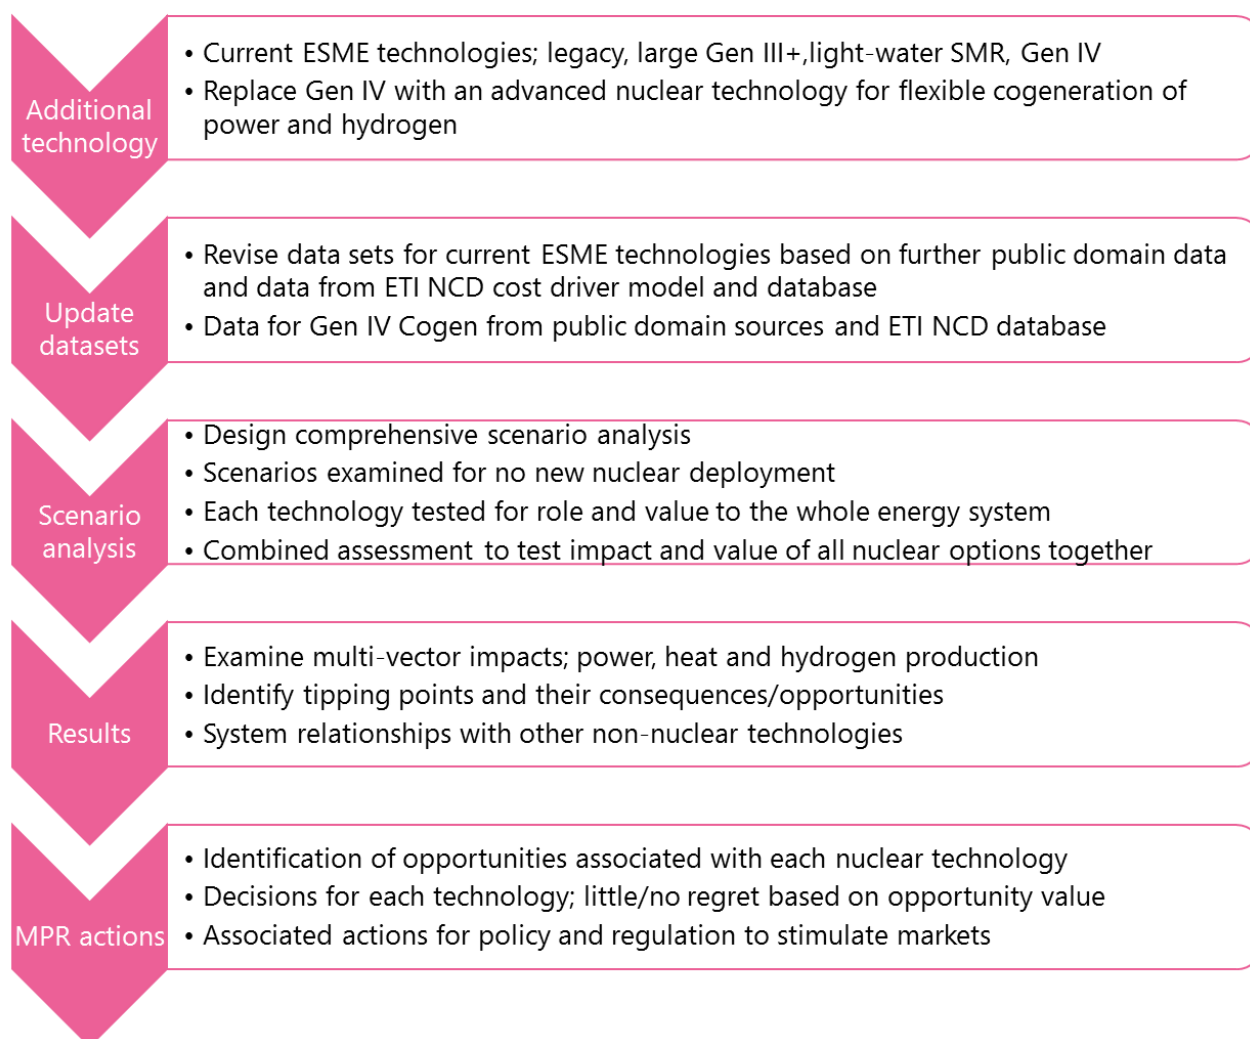 Additional
technology
• Current ESME technologies; legacy, large Gen III+,light-water SMR, Gen IV
• Replace Gen IV with an advanced nuclear technology for flexible cogeneration of
power and hydrogen
Update
datasets
• Revise data sets for current ESME technologies based on further public domain data
and data from ETI NCD cost driver model and database
• Data for Gen IV Cogen from public domain sources and ETI NCD database
Scenario
analysis
• Design comprehensive scenario analysis
• Scenarios examined for no new nuclear deployment
• Each technology tested for role and value to the whole energy system
• Combined assessment to test impact and value of all nuclear options together
Results
• Examine multi-vector impacts; power, heat and hydrogen production
• Identify tipping points and their consequences/opportunities
• System relationships with other non-nuclear technologies
MPR actions
• Identification of opportunities associated with each nuclear technology
• Decisions for each technology; little/no regret based on opportunity value
• Associated actions for policy and regulation to stimulate markets